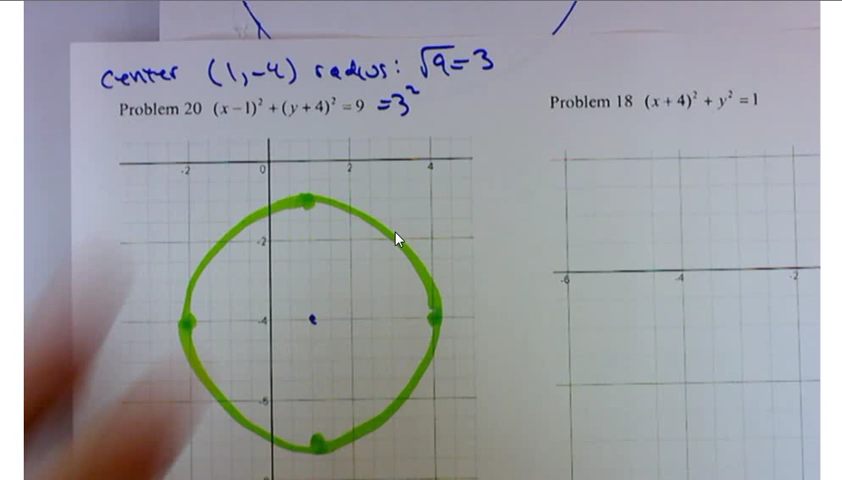 center (1,-4) radius: √9 = 3
Problem 20 (x−1)² + (y+4)² = 9 = 3²
Problem 18 (x+4)² + y² = 1
-2 0 2 4
-2
-4
-6
-6 -4 -2